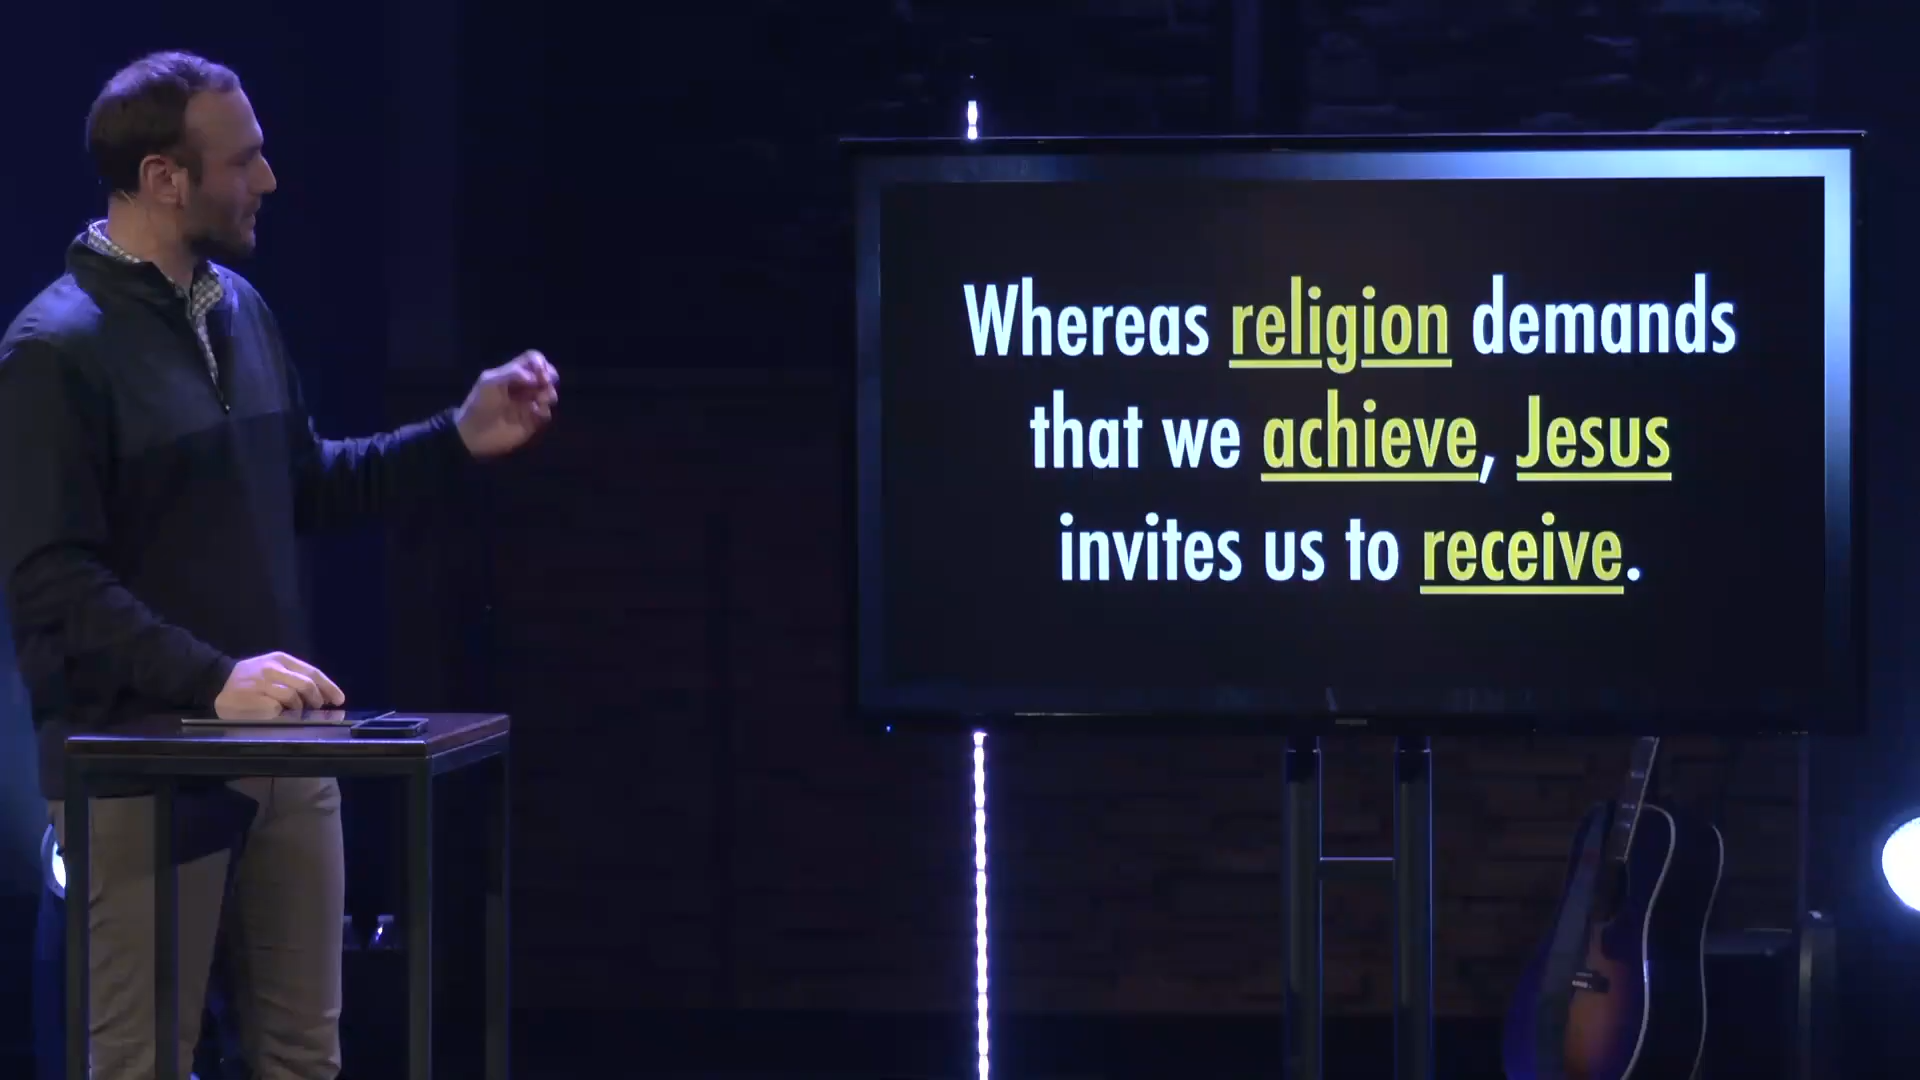 Whereas religion demands
that we achieve, Jesus
invites us to receive.